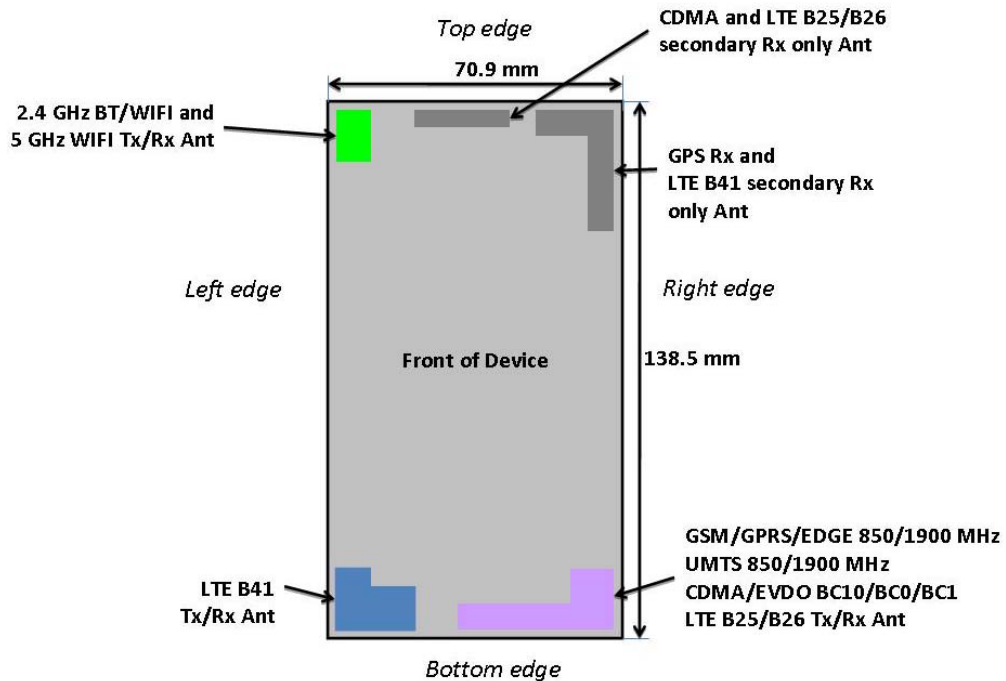 Top edge
CDMA and LTE B25/B26
secondary Rx only Ant
70.9 mm
2.4 GHz BT/WIFI and
5 GHz WIFI Tx/Rx Ant
GPS Rx and
LTE B41 secondary Rx
only Ant
Left edge
Right edge
Front of Device
138.5 mm
LTE B41
Tx/Rx Ant
GSM/GPRS/EDGE 850/1900 MHz
UMTS 850/1900 MHz
CDMA/EVDO BC10/BC0/BC1
LTE B25/B26 Tx/Rx Ant
Bottom edge